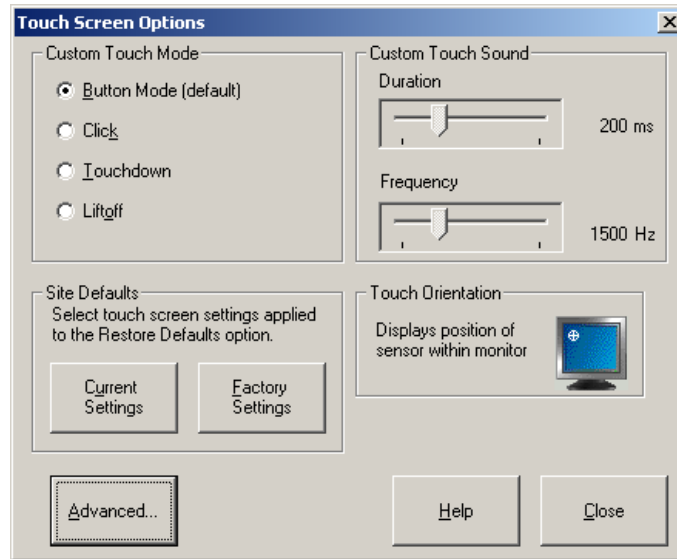 Touch Screen Options
Custom Touch Mode
Button Mode (default)
Click
Touchdown
Liftoff
Custom Touch Sound
Duration
200 ms
Frequency
1500 Hz
Site Defaults
Select touch screen settings applied
to the Restore Defaults option.
Current
Settings
Factory
Settings
Touch Orientation
Displays position of
sensor within monitor
Advanced...
Help
Close